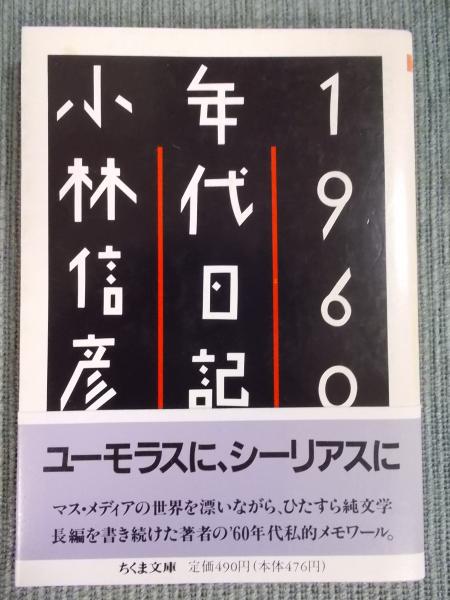 1960
年代日記
小林信彦
ユーモラスに、シーリアスに
マス・メディアの世界を漂いながら、ひたすら純文学
長編を書き続けた著者の'60年代私的メモワール。
ちくま文庫 定価490円(本体476円)